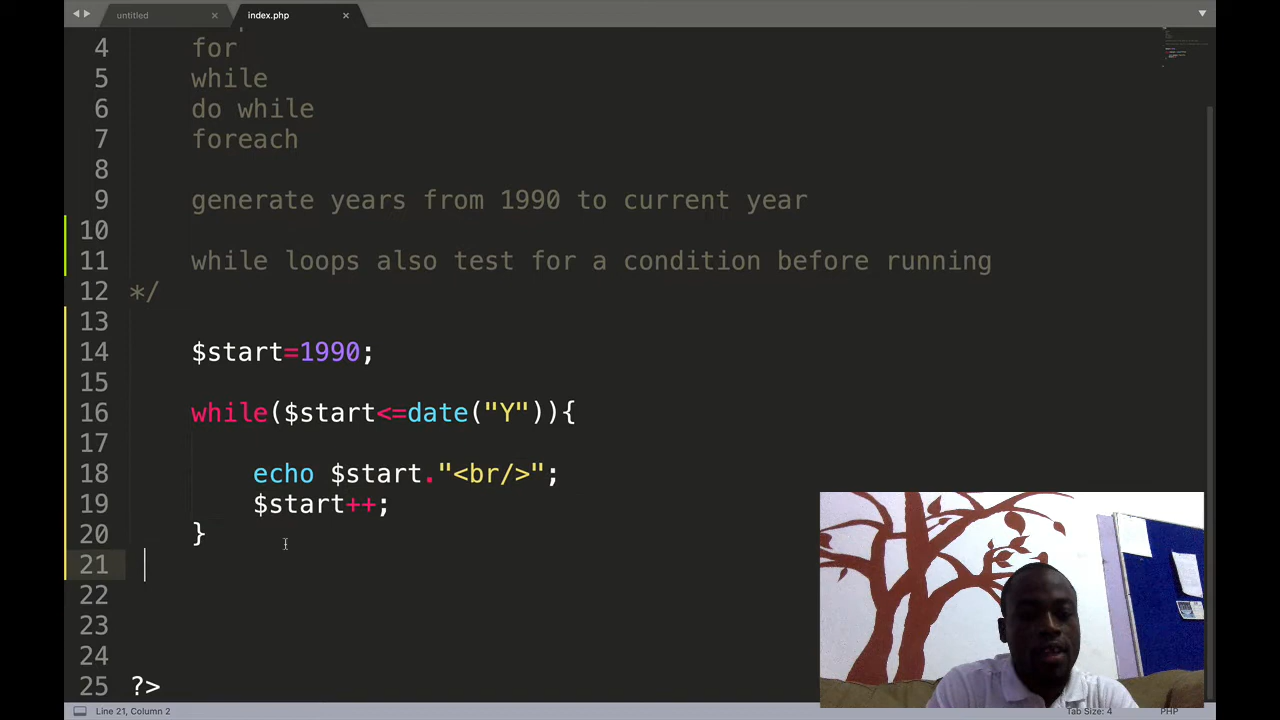 untitled
index.php
4 for
5 while
6 do while
7 foreach
8
9 generate years from 1990 to current year
10
11 while loops also test for a condition before running
12 */
13
14 $start=1990;
15
16 while($start<=date("Y")){
17
18 echo $start."<br/>";
19 $start++;
20 }
21
22
23
24
25 ?>
Line 21, Column 2
Tab Size: 4
PHP